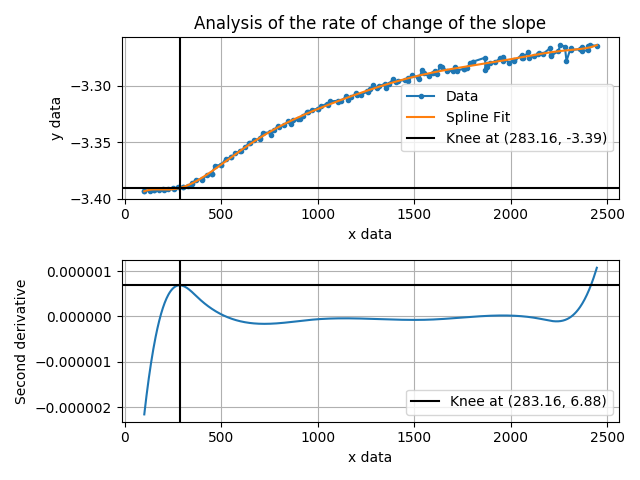 Analysis of the rate of change of the slope
y data
−3.30
−3.35
−3.40
Data
Spline Fit
Knee at (283.16, -3.39)
0
500
1000
1500
2000
2500
x data
Second derivative
0.000001
0.000000
−0.000001
−0.000002
Knee at (283.16, 6.88)
0
500
1000
1500
2000
2500
x data